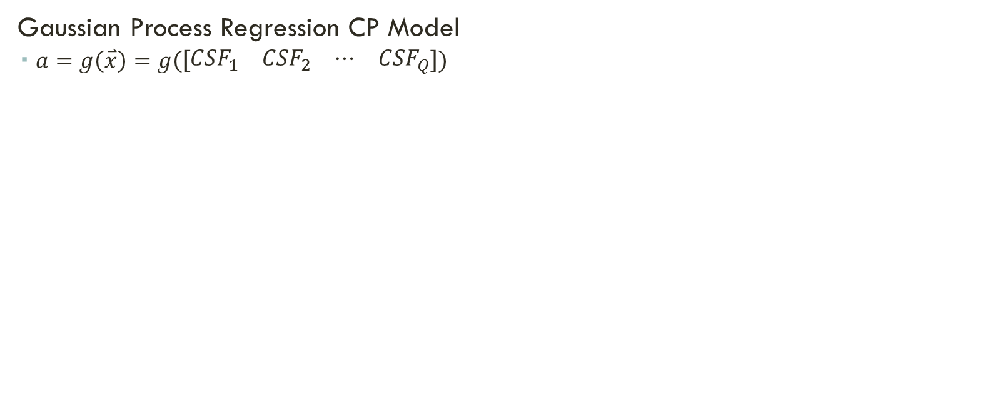 Gaussian Process Regression CP Model
▪ 𝑎 = 𝑔(𝑥⃗) = 𝑔([𝐶𝑆𝐹₁ 𝐶𝑆𝐹₂ ⋯ 𝐶𝑆𝐹_𝑄])